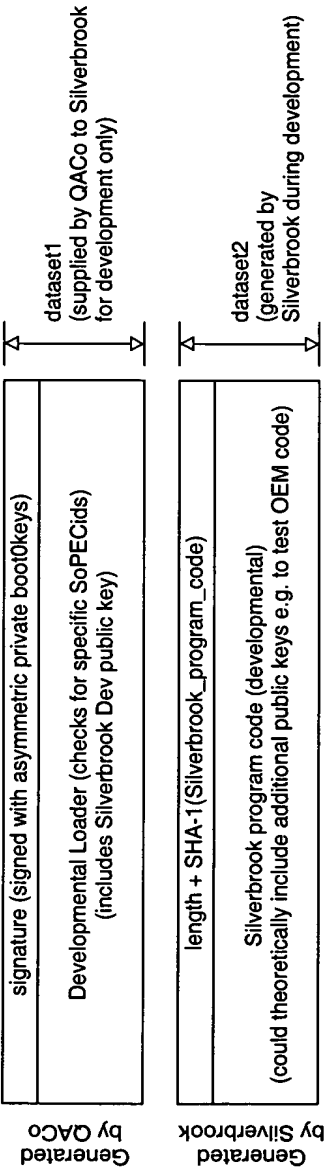 Generated
by QACo
signature (signed with asymmetric private boot0keys)
Developmental Loader (checks for specific SoPECids)
(includes Silverbrook Dev public key)
dataset1
(supplied by QACo to Silverbrook
for development only)
Generated
by Silverbrook
length + SHA-1(Silverbrook_program_code)
Silverbrook program code (developmental)
(could theoretically include additional public keys e.g. to test OEM code)
dataset2
(generated by
Silverbrook during development)